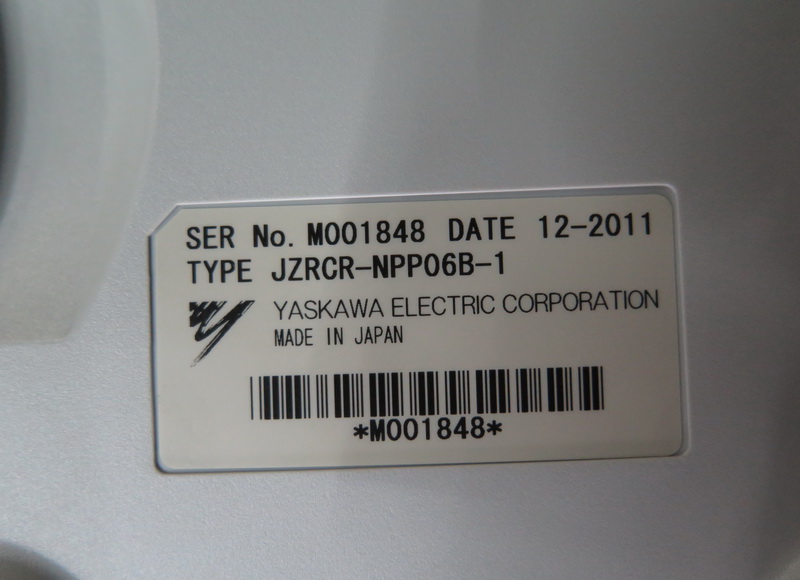 SER No. M001848 DATE 12-2011
TYPE JZRCR-NPP06B-1
YASKAWA ELECTRIC CORPORATION
MADE IN JAPAN
*M001848*